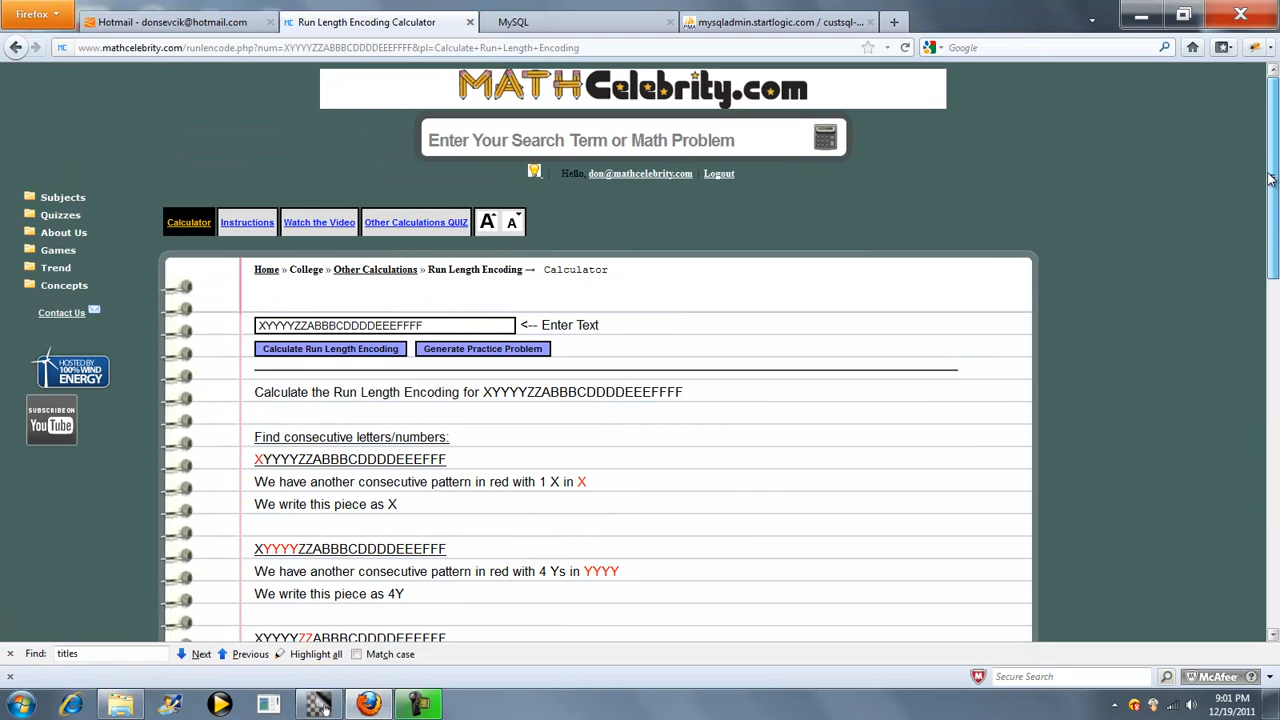 Firefox
Hotmail - donsevcik@hotmail.com
Run Length Encoding Calculator
MySQL
mysqladmin.startlogic.com / custsql-...
www.mathcelebrity.com/runlencode.php?num=XYYYYZZABBBCDDDDEEEFFFF&pl=Calculate+Run+Length+Encoding
Google
MATHCelebrity.com
Enter Your Search Term or Math Problem
Hello, don@mathcelebrity.com | Logout
Subjects
Quizzes
About Us
Games
Trend
Concepts
Contact Us
HOSTED BY
100% WIND
ENERGY
SUBSCRIBE ON
YouTube
Calculator
Instructions
Watch the Video
Other Calculations QUIZ
A A
Home » College » Other Calculations » Run Length Encoding → Calculator
XYYYYZZABBBCDDDDEEEFFFF <-- Enter Text
Calculate Run Length Encoding
Generate Practice Problem
Calculate the Run Length Encoding for XYYYYZZABBBCDDDDEEEFFFF
Find consecutive letters/numbers:
XYYYYZZABBBCDDDDEEEFFF
We have another consecutive pattern in red with 1 X in X
We write this piece as X
XYYYYZZABBBCDDDDEEEFFF
We have another consecutive pattern in red with 4 Ys in YYYY
We write this piece as 4Y
XYYYYZZABBBCDDDDEEEFFF
Find: titles
Next
Previous
Highlight all
Match case
Secure Search
McAfee
9:01 PM
12/19/2011